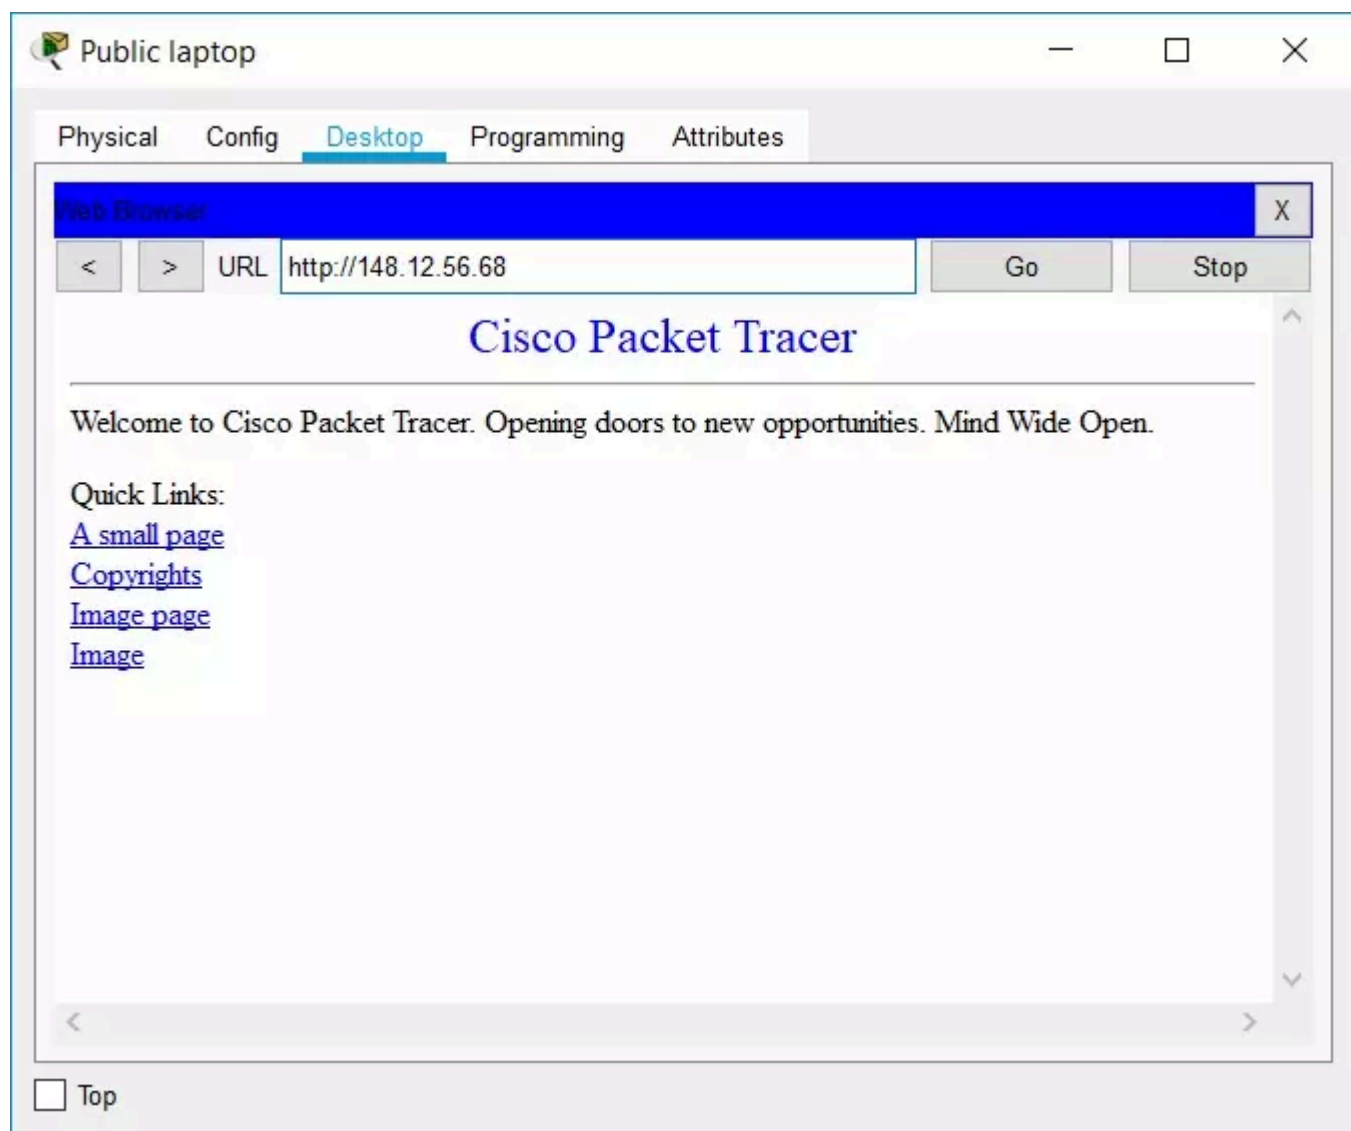 Public laptop
Physical Config Desktop Programming Attributes
Web Browser X
< > URL http://148.12.56.68 Go Stop
Cisco Packet Tracer
Welcome to Cisco Packet Tracer. Opening doors to new opportunities. Mind Wide Open.
Quick Links:
A small page
Copyrights
Image page
Image
Top